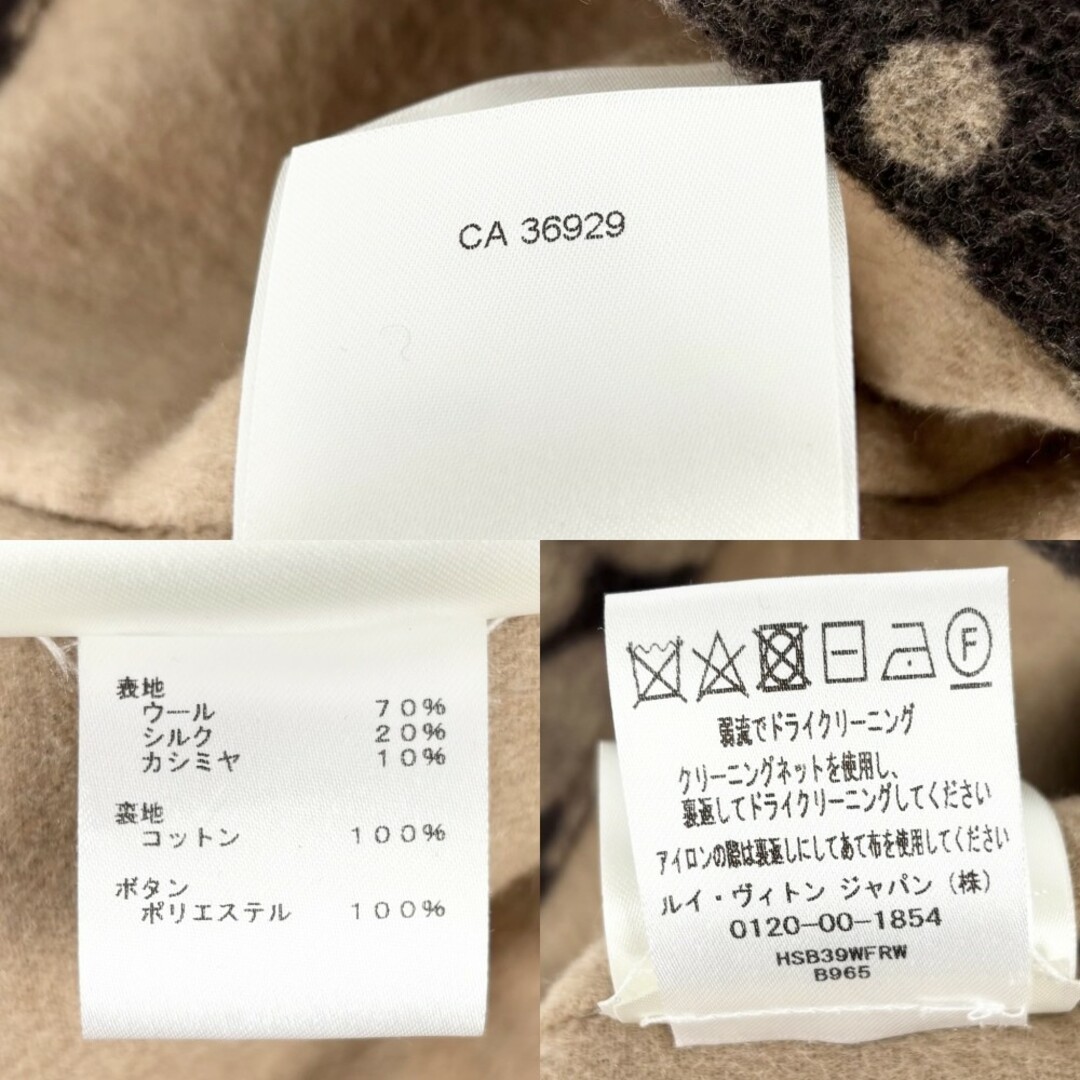 CA 36929
表地
ウール 70%
シルク 20%
カシミヤ 10%
裏地
コットン 100%
ボタン
ポリエステル 100%
F
弱流でドライクリーニング
クリーニングネットを使用し、
裏返してドライクリーニングしてください
アイロンの際は裏返しにしてあて布を使用してください
ルイ・ヴィトン ジャパン (株)
0120-00-1854
HSB39WFRW
B965